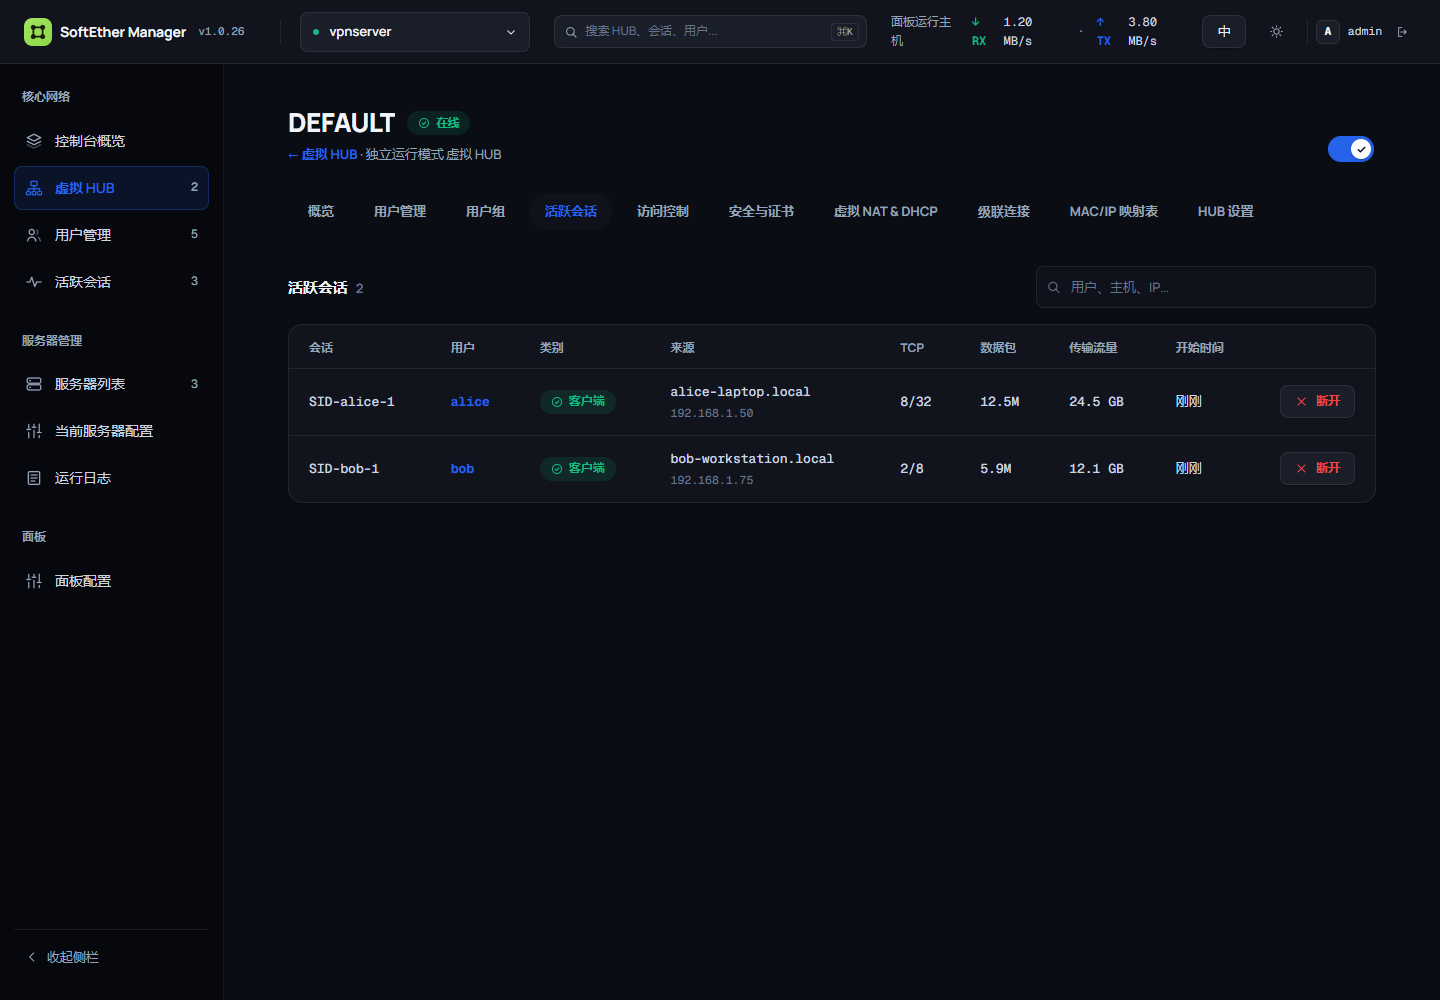 SoftEther Manager v1.0.26
vpnserver
搜索 HUB、会话、用户... ⌘K
面板运行主机
↓ RX 1.20 MB/s
·
↑ TX 3.80 MB/s
中
A admin
核心网络
控制台概览
虚拟 HUB 2
用户管理 5
活跃会话 3
服务器管理
服务器列表 3
当前服务器配置
运行日志
面板
面板配置
收起侧栏
DEFAULT 在线
← 虚拟 HUB · 独立运行模式 虚拟 HUB
概览 用户管理 用户组 活跃会话 访问控制 安全与证书 虚拟 NAT & DHCP 级联连接 MAC/IP 映射表 HUB 设置
活跃会话 2
用户、主机、IP...
会话 用户 类别 来源 TCP 数据包 传输流量 开始时间
SID-alice-1 alice 客户端 alice-laptop.local 8/32 12.5M 24.5 GB 刚刚 断开
192.168.1.50
SID-bob-1 bob 客户端 bob-workstation.local 2/8 5.9M 12.1 GB 刚刚 断开
192.168.1.75